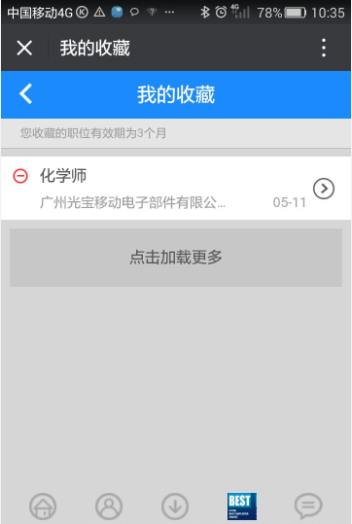 中国移动4G 4G 78% 10:35
我的收藏
我的收藏
您收藏的职位有效期为3个月
化学师
广州光宝移动电子部件有限公... 05-11
点击加载更多
BEST